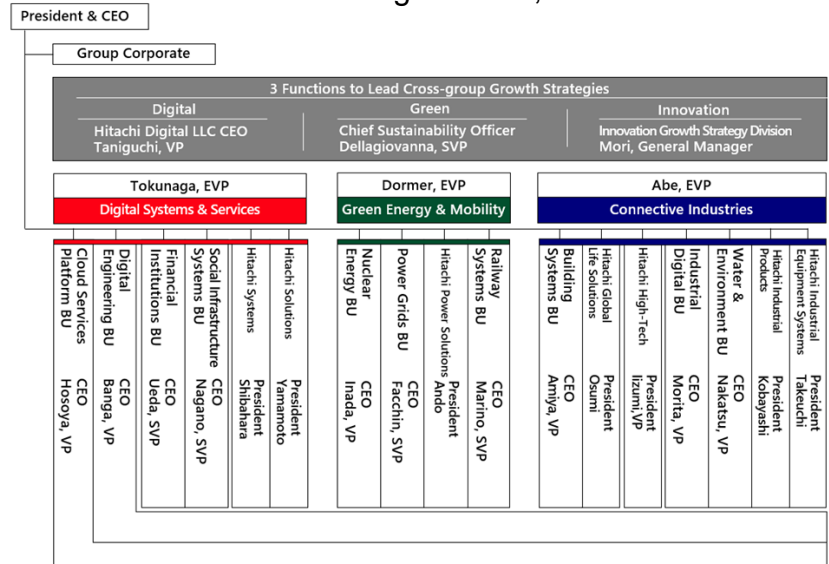 President & CEO
Group Corporate
3 Functions to Lead Cross-group Growth Strategies
Digital
Hitachi Digital LLC CEO
Taniguchi, VP
Green
Chief Sustainability Officer
Dellagiovanna, SVP
Innovation
Innovation Growth Strategy Division
Mori, General Manager
Tokunaga, EVP
Digital Systems & Services
Dormer, EVP
Green Energy & Mobility
Abe, EVP
Connective Industries
Cloud Services
Platform BU
CEO
Hosoya, VP
Digital
Engineering BU
CEO
Banga, VP
Financial
Institutions BU
CEO
Ueda, SVP
Social Infrastructure
Systems BU
CEO
Nagano, SVP
Hitachi Systems
President
Shibahara
Hitachi Solutions
President
Yamamoto
Nuclear
Energy BU
CEO
Inada, VP
Power Grids BU
CEO
Facchin, SVP
Hitachi Power Solutions
President
Ando
Railway
Systems BU
CEO
Marino, SVP
Building
Systems BU
CEO
Amiya, VP
Hitachi Global
Life Solutions
President
Osumi
Hitachi High-Tech
President
Iizumi,VP
Industrial
Digital BU
CEO
Morita, VP
Water &
Environment BU
CEO
Nakatsu, VP
Hitachi Industrial
Products
President
Kobayashi
Hitachi Industrial
Equipment Systems
President
Takeuchi